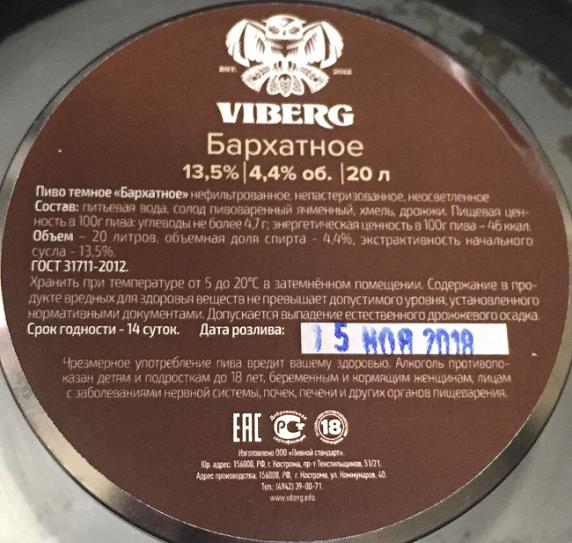 EST. 2012
VIBERG
Бархатное
13,5% | 4,4% об. | 20 л
Пиво темное «Бархатное» нефильтрованное, непастеризованное, неосветленное
Состав: питьевая вода, солод пивоваренный ячменный, хмель, дрожжи. Пищевая цен-
ность в 100г пива: углеводы не более 4,7 г; энергетическая ценность в 100г пива – 46 ккал.
Объем – 20 литров, объемная доля спирта - 4,4%, экстрактивность начального
сусла - 13,5%.
ГОСТ 31711-2012.
Хранить при температуре от 5 до 20°С в затемнённом помещении. Содержание в про-
дукте вредных для здоровья веществ не превышает допустимого уровня, установленного
нормативными документами. Допускается выпадение естественного дрожжевого осадка.
Срок годности - 14 суток. Дата розлива: 15 НОЯ 2018
Чрезмерное употребление пива вредит вашему здоровью. Алкоголь противопо-
казан детям и подросткам до 18 лет, беременным и кормящим женщинам, лицам
с заболеваниями нервной системы, почек, печени и других органов пищеварения.
ЕАС Добровольная сертификация 18
Изготовлено ООО «Пивной стандарт».
Юр. адрес: 156000, РФ, г. Кострома, пр-т Текстильщиков, 51/21.
Адрес производства: 156000, РФ, г. Кострома, ул. Коммунаров, 40.
Тел.: (4942) 39-00-71.
www.viberg.info